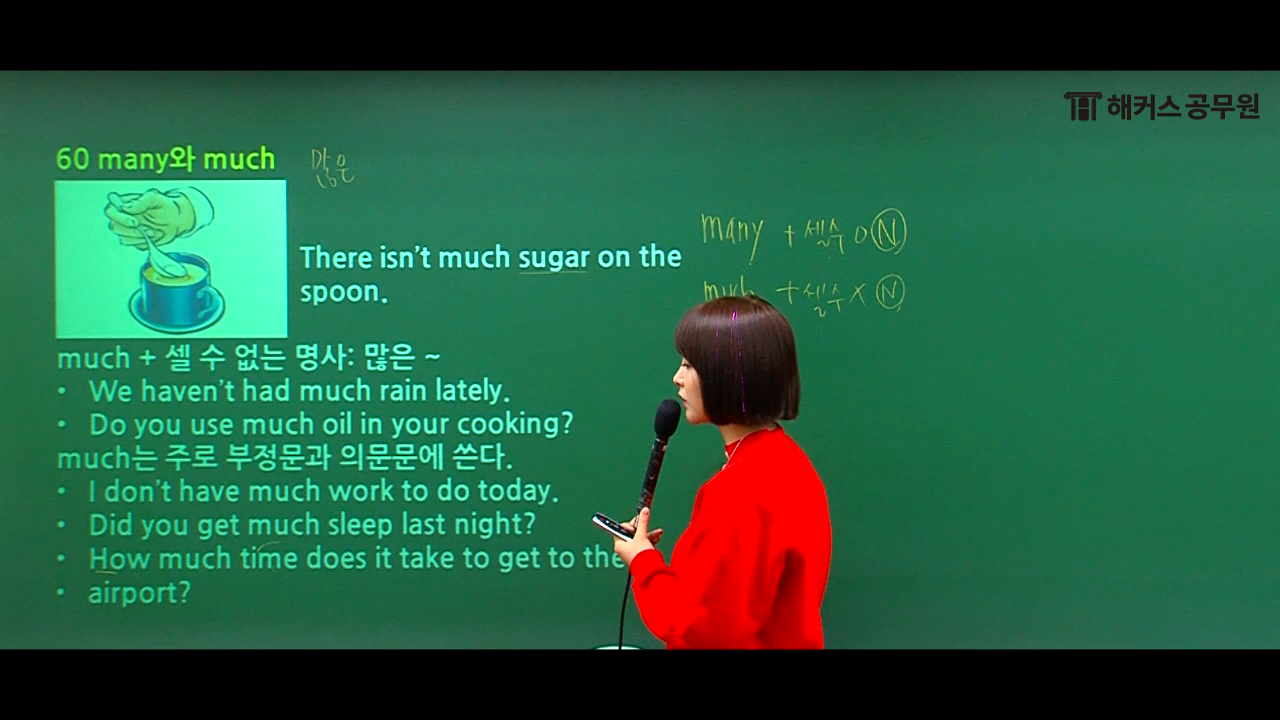 해커스 공무원
60 many와 much
많은
There isn't much sugar on the
spoon.
many + 셀수 O N
much + 셀수 X N
much + 셀 수 없는 명사: 많은 ~
• We haven't had much rain lately.
• Do you use much oil in your cooking?
much는 주로 부정문과 의문문에 쓴다.
• I don't have much work to do today.
• Did you get much sleep last night?
• How much time does it take to get to the
• airport?